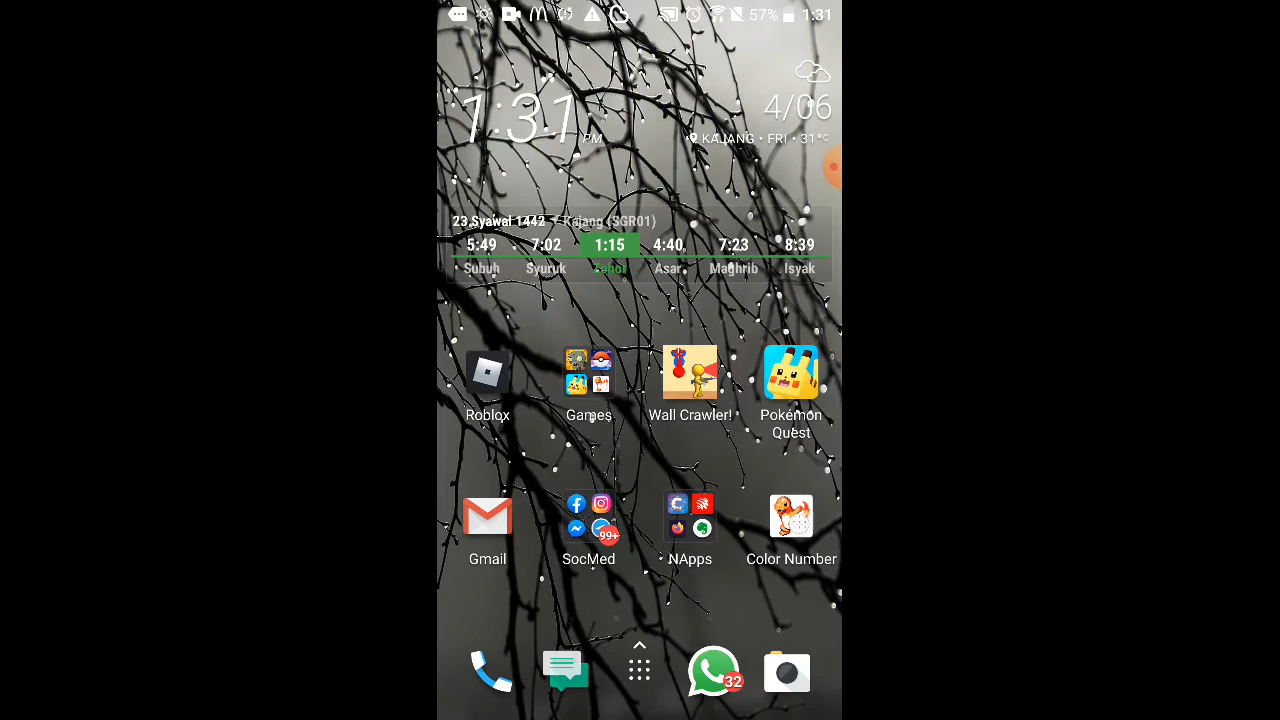 57% 1:31
1:31 PM
4/06
KAJANG • FRI • 31°C
23 Syawal 1442 / Kajang (SGR01)
5:49 7:02 1:15 4:40 7:23 8:39
Subuh Syuruk Zohor Asar Maghrib Isyak
Roblox Games Wall Crawler! Pokémon Quest
99+
Gmail SocMed NApps Color Number
32